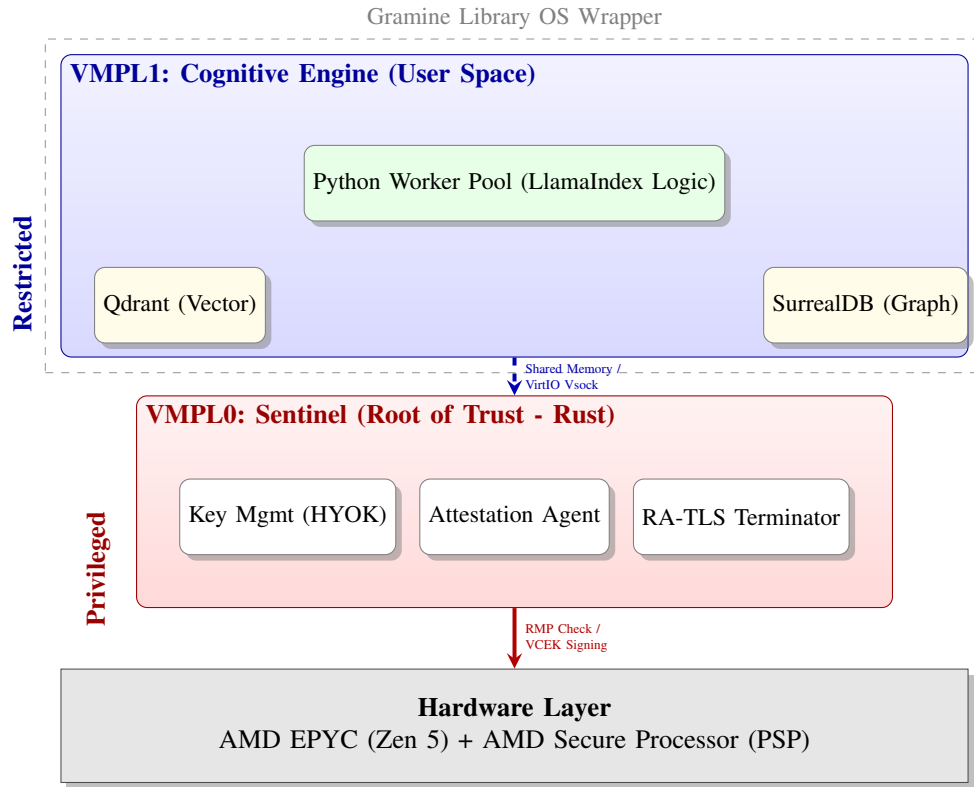 Gramine Library OS Wrapper
VMPL1: Cognitive Engine (User Space)
Python Worker Pool (LlamaIndex Logic)
Restricted
Qdrant (Vector)
SurrealDB (Graph)
Shared Memory /
VirtIO Vsock
VMPL0: Sentinel (Root of Trust - Rust)
Privileged
Key Mgmt (HYOK)
Attestation Agent
RA-TLS Terminator
RMP Check /
VCEK Signing
Hardware Layer
AMD EPYC (Zen 5) + AMD Secure Processor (PSP)